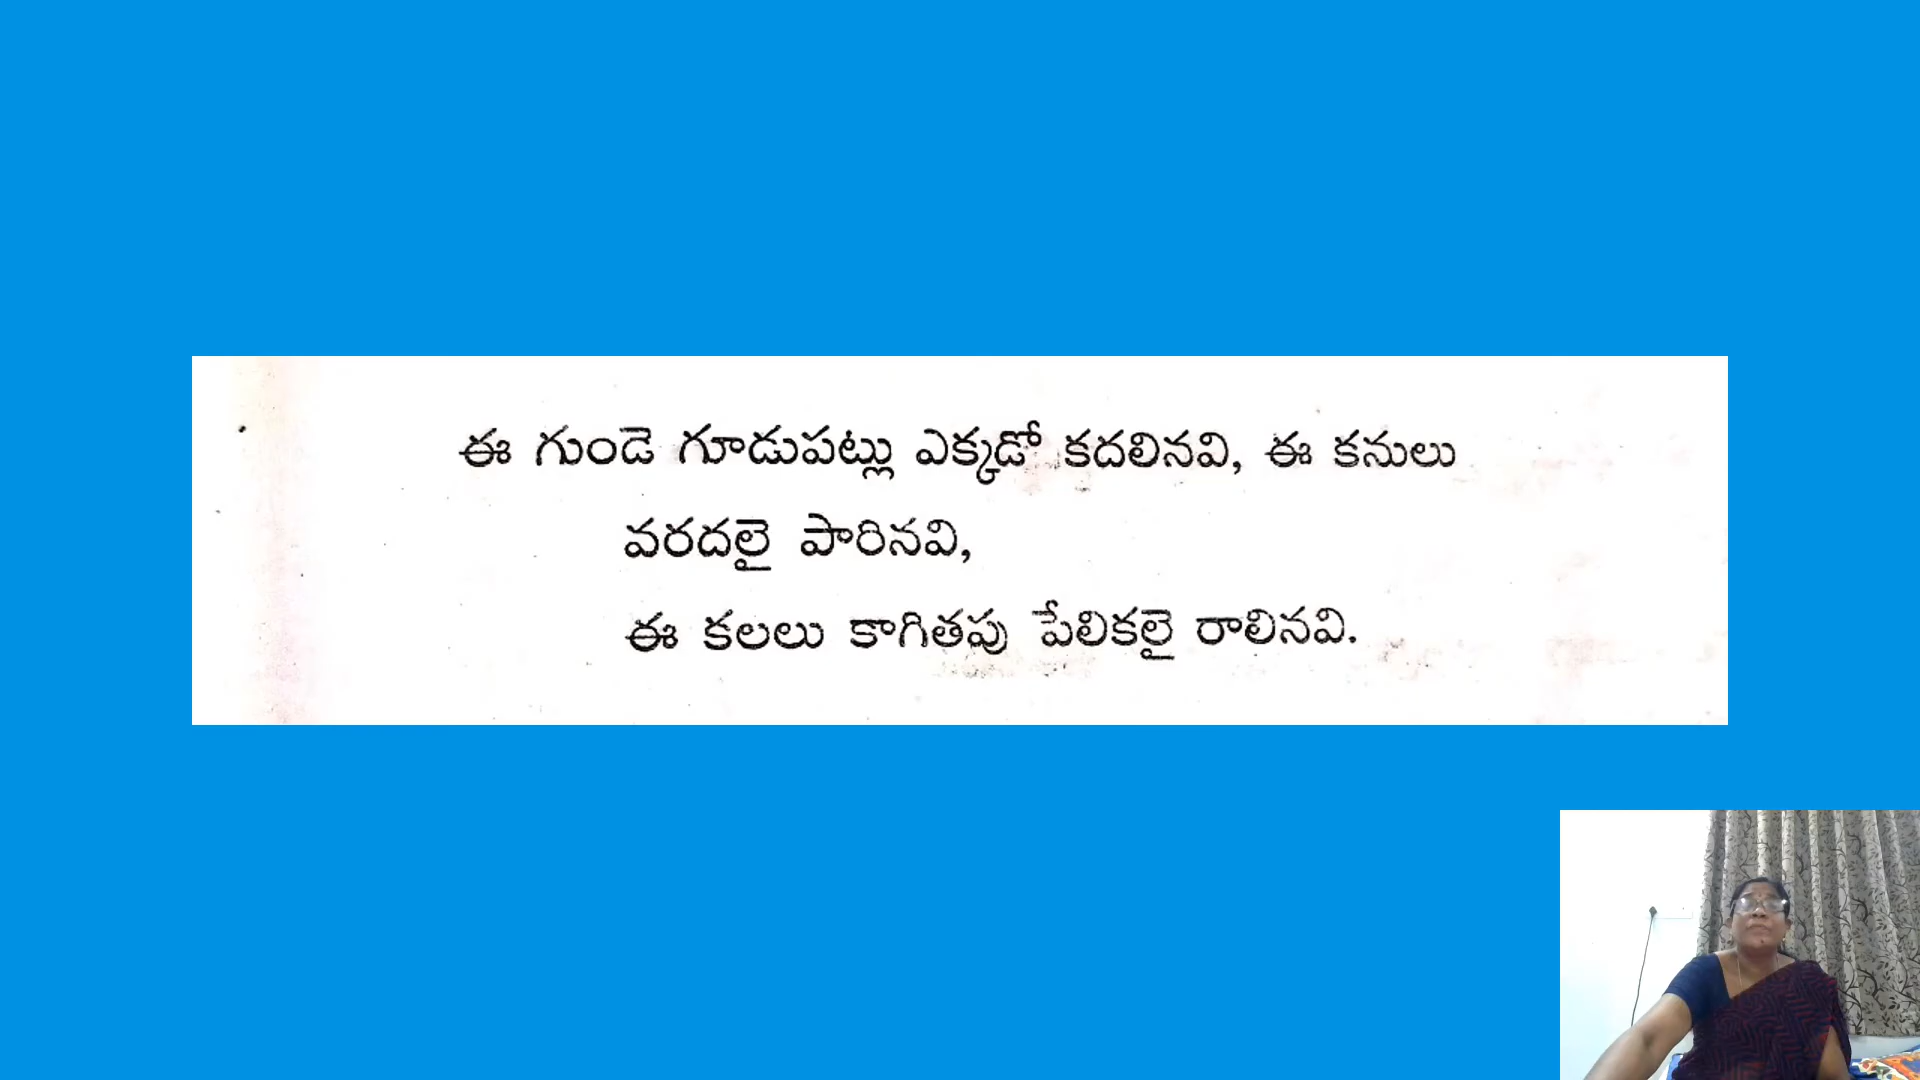 ఈ గుండె గూడుపట్లు ఎక్కడో కదలినవి, ఈ కనులు
వరదలై పారినవి,
ఈ కలలు కాగితపు పేలికలై రాలినవి.